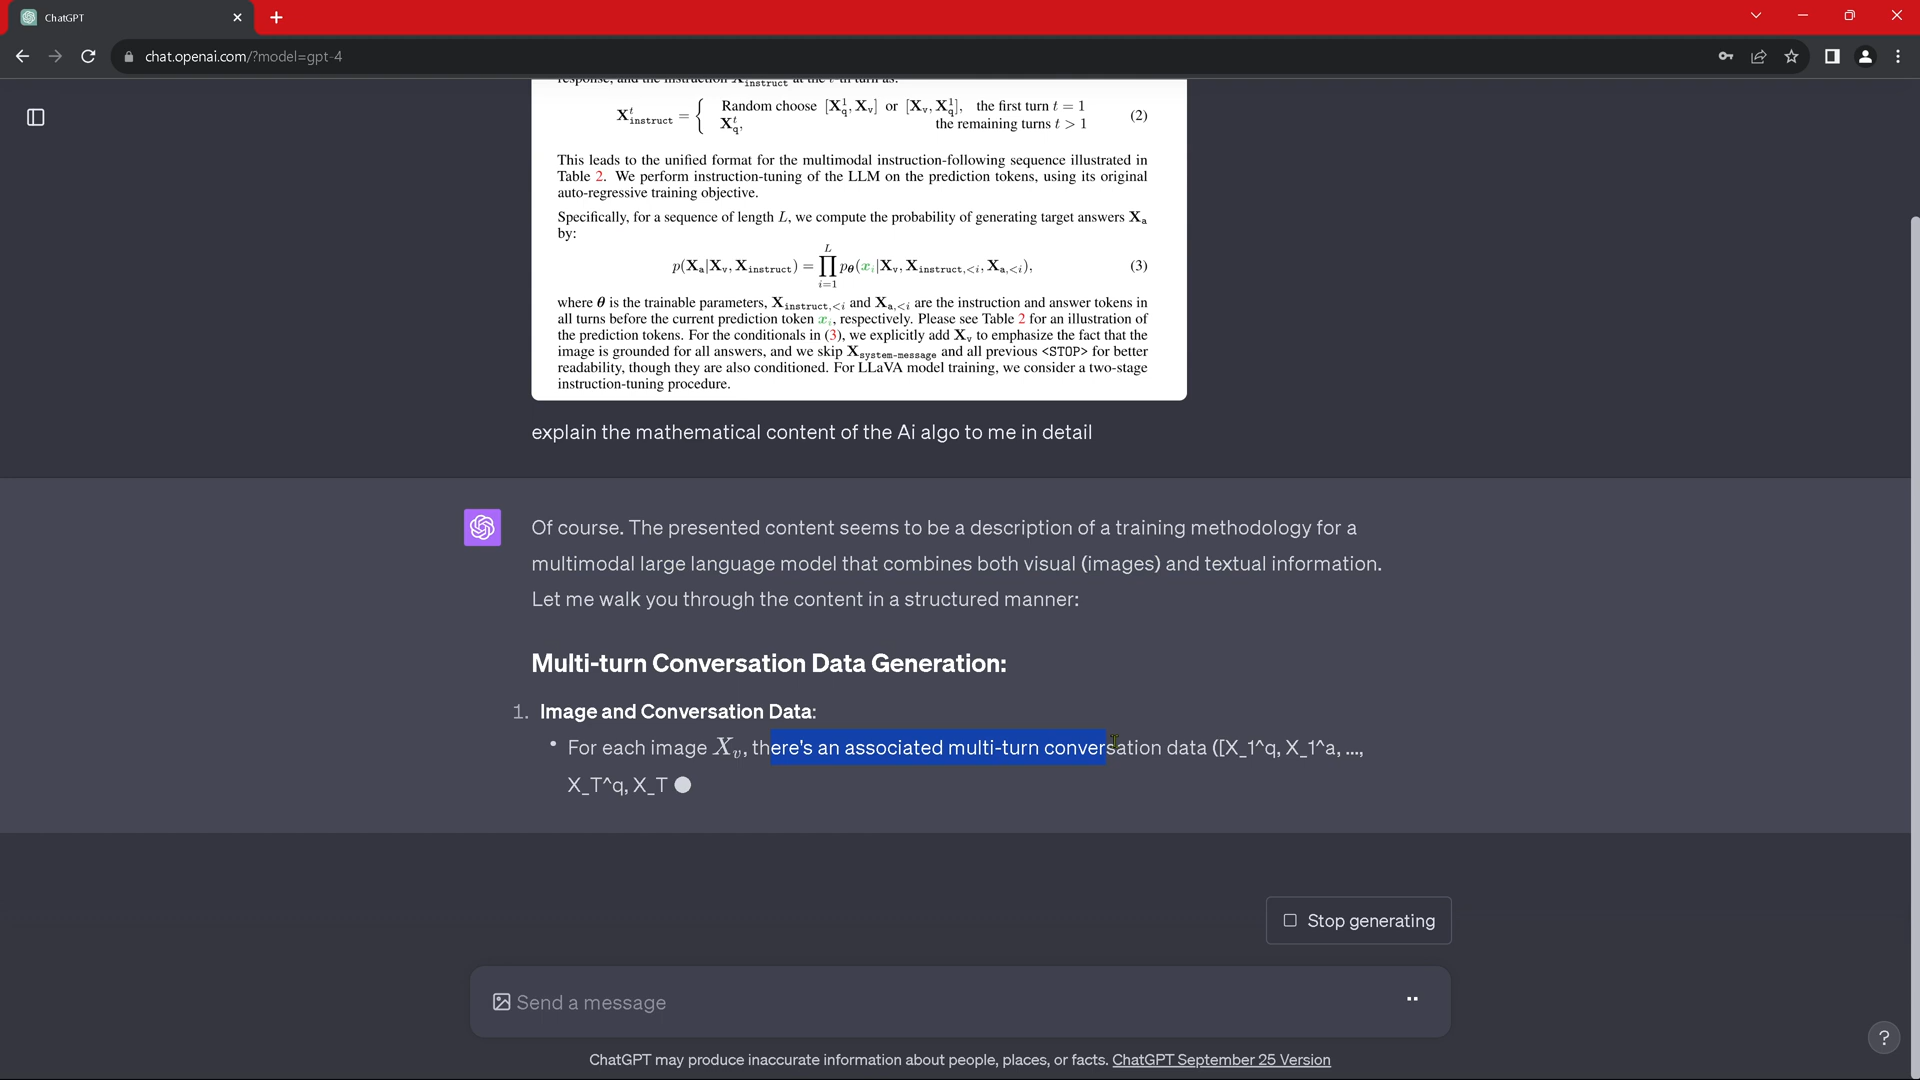 ChatGPT
chat.openai.com/?model=gpt-4
response, and the instruction X_instruct at the t-th turn as:
X^t_instruct = { Random choose [X^1_q, X_v] or [X_v, X^1_q], the first turn t = 1
X^t_q, the remaining turns t > 1 (2)
This leads to the unified format for the multimodal instruction-following sequence illustrated in
Table 2. We perform instruction-tuning of the LLM on the prediction tokens, using its original
auto-regressive training objective.
Specifically, for a sequence of length L, we compute the probability of generating target answers X_a
by:
p(X_a|X_v, X_instruct) = ∏_{i=1}^{L} p_θ(x_i|X_v, X_instruct,<i, X_a,<i), (3)
where θ is the trainable parameters, X_instruct,<i and X_a,<i are the instruction and answer tokens in
all turns before the current prediction token x_i, respectively. Please see Table 2 for an illustration of
the prediction tokens. For the conditionals in (3), we explicitly add X_v to emphasize the fact that the
image is grounded for all answers, and we skip X_system-message and all previous <STOP> for better
readability, though they are also conditioned. For LLaVA model training, we consider a two-stage
instruction-tuning procedure.
explain the mathematical content of the Ai algo to me in detail
Of course. The presented content seems to be a description of a training methodology for a
multimodal large language model that combines both visual (images) and textual information.
Let me walk you through the content in a structured manner:
Multi-turn Conversation Data Generation:
1. Image and Conversation Data:
• For each image X_v, there's an associated multi-turn conversation data ([X_1^q, X_1^a, ...,
X_T^q, X_T
Stop generating
Send a message
ChatGPT may produce inaccurate information about people, places, or facts. ChatGPT September 25 Version
?